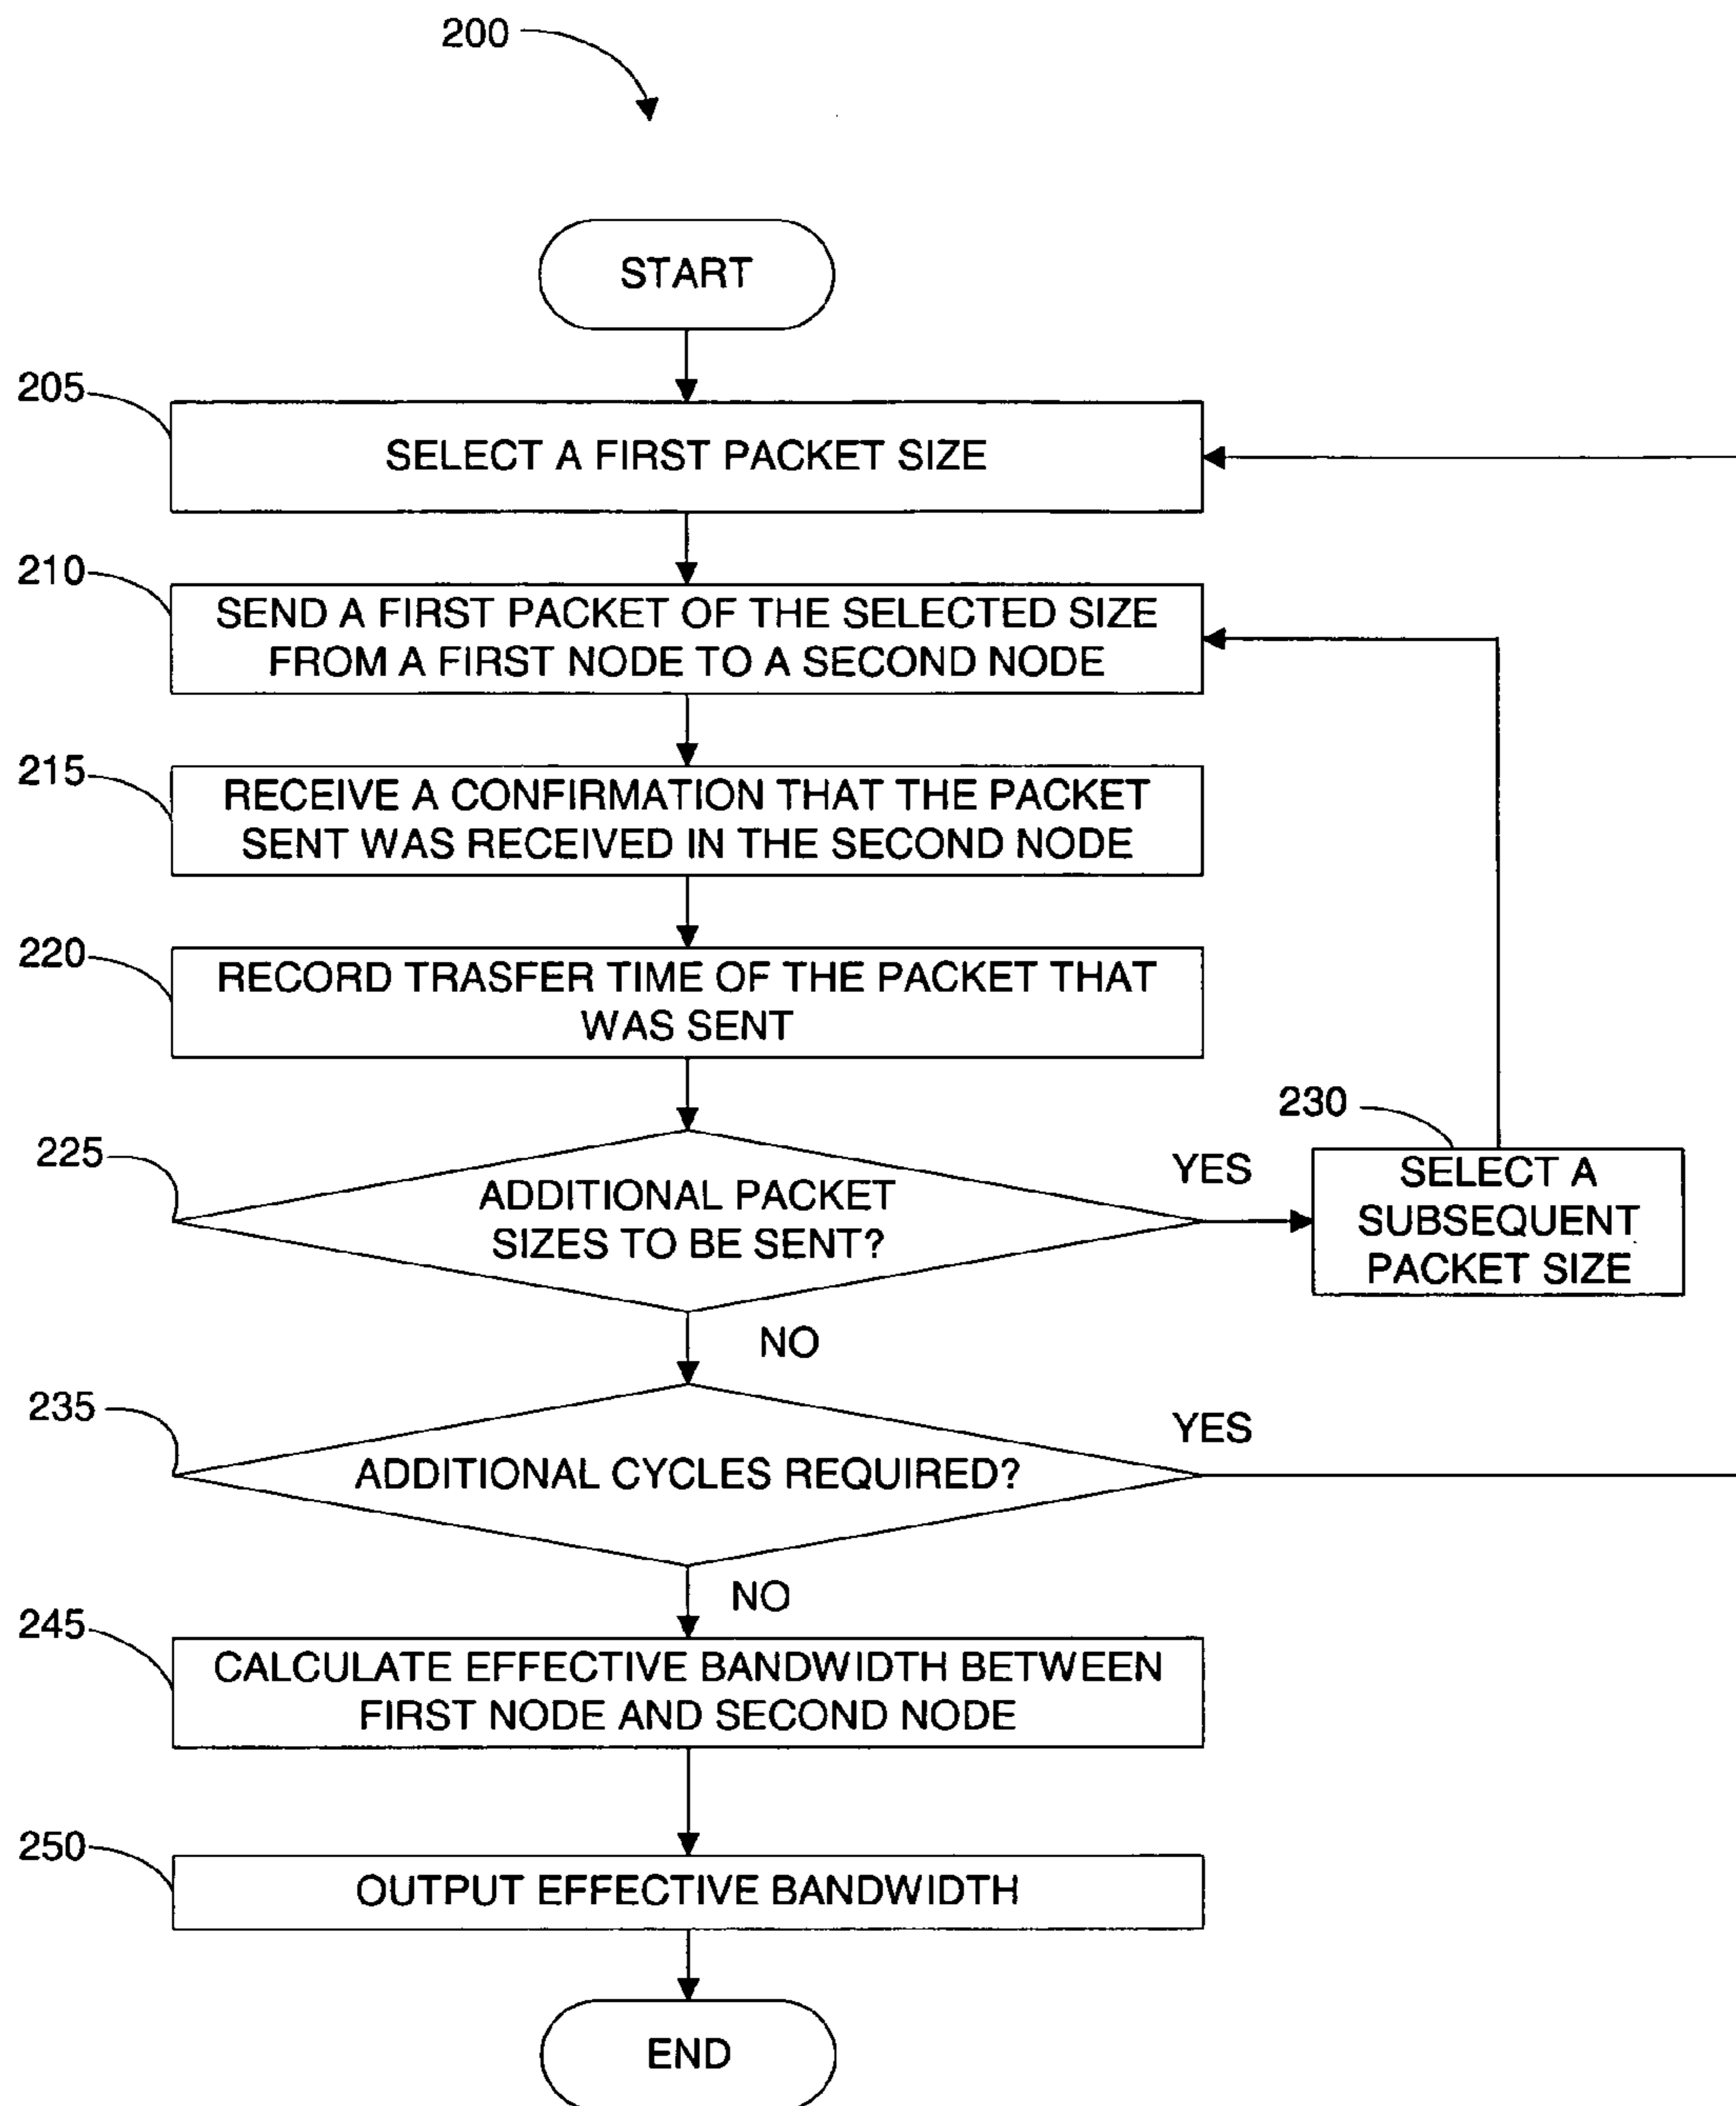 200
START
205
SELECT A FIRST PACKET SIZE
210
SEND A FIRST PACKET OF THE SELECTED SIZE
FROM A FIRST NODE TO A SECOND NODE
215
RECEIVE A CONFIRMATION THAT THE PACKET
SENT WAS RECEIVED IN THE SECOND NODE
220
RECORD TRASFER TIME OF THE PACKET THAT
WAS SENT
225
ADDITIONAL PACKET
SIZES TO BE SENT?
YES
230
SELECT A
SUBSEQUENT
PACKET SIZE
NO
235
ADDITIONAL CYCLES REQUIRED?
YES
NO
245
CALCULATE EFFECTIVE BANDWIDTH BETWEEN
FIRST NODE AND SECOND NODE
250
OUTPUT EFFECTIVE BANDWIDTH
END